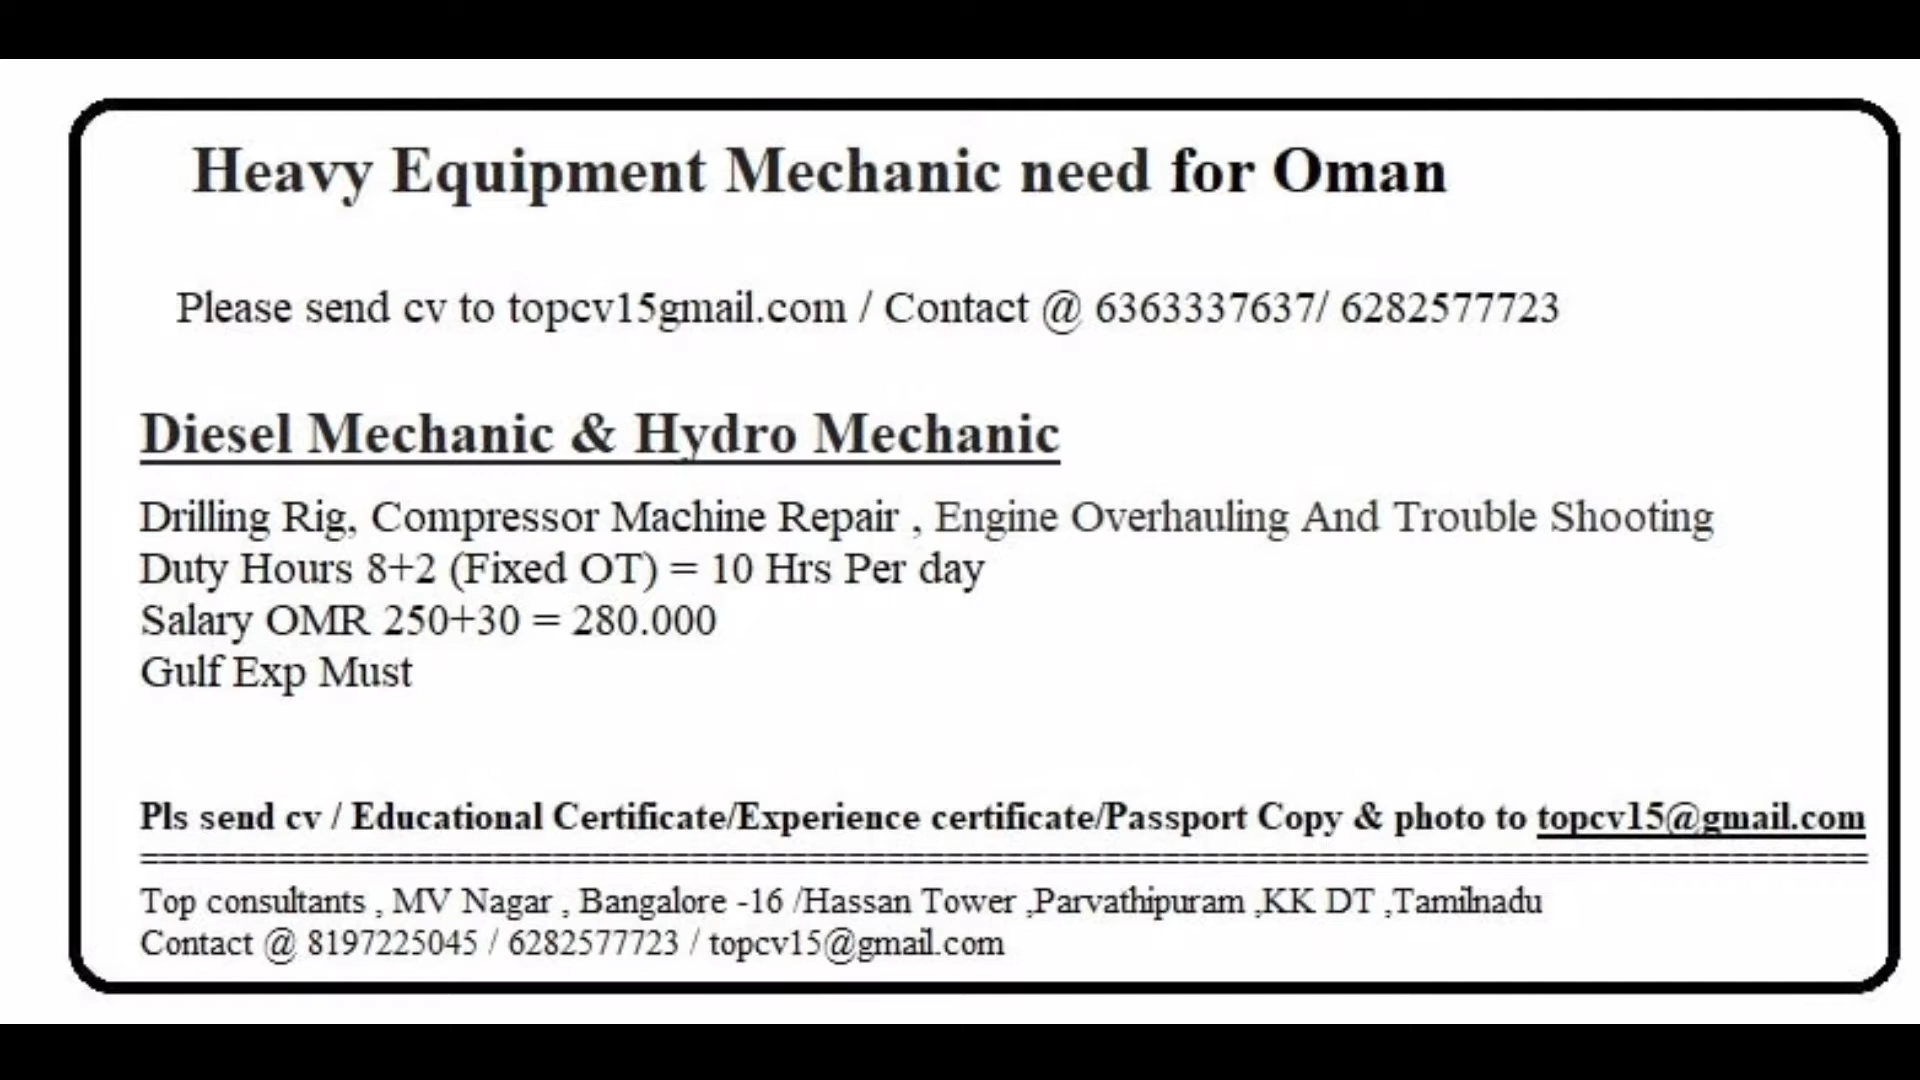 Heavy Equipment Mechanic need for Oman
Please send cv to topcv15gmail.com / Contact @ 6363337637/ 6282577723
Diesel Mechanic & Hydro Mechanic
Drilling Rig, Compressor Machine Repair , Engine Overhauling And Trouble Shooting
Duty Hours 8+2 (Fixed OT) = 10 Hrs Per day
Salary OMR 250+30 = 280.000
Gulf Exp Must
Pls send cv / Educational Certificate/Experience certificate/Passport Copy & photo to topcv15@gmail.com
==========================================================================================
Top consultants , MV Nagar , Bangalore -16 /Hassan Tower ,Parvathipuram ,KK DT ,Tamilnadu
Contact @ 8197225045 / 6282577723 / topcv15@gmail.com